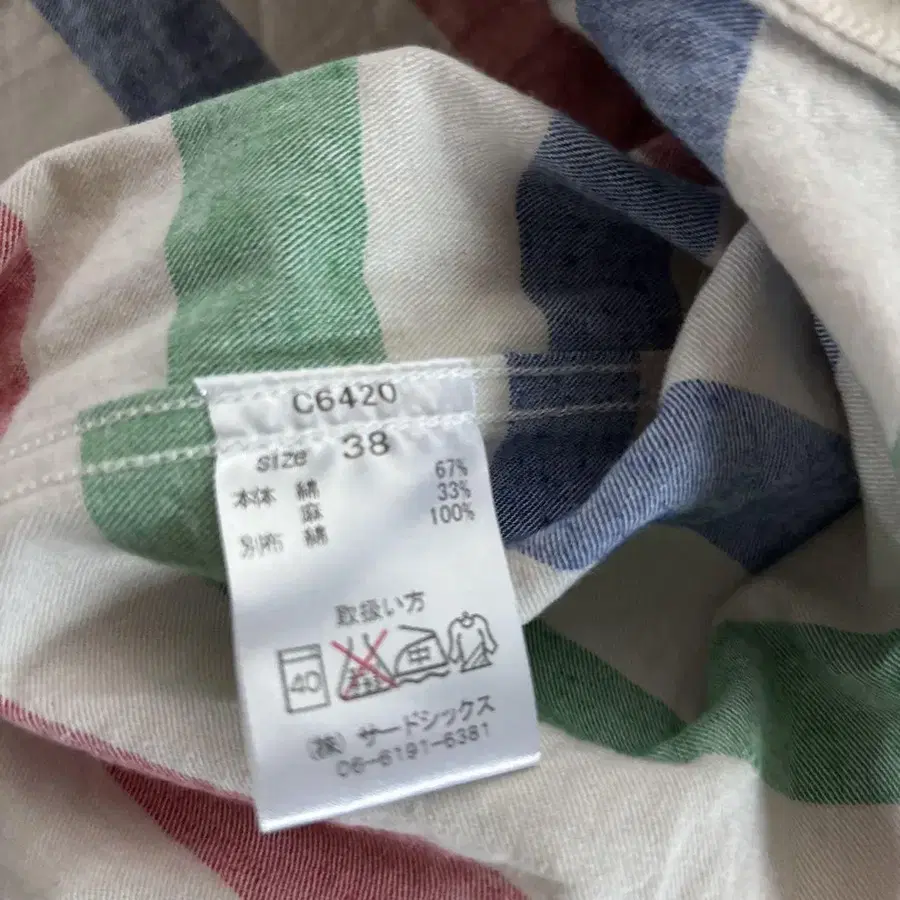 C6420
size 38
本体 綿 67%
麻 33%
別布 綿 100%
取扱い方
40
中
(株) サードシックス
06-6191-6381